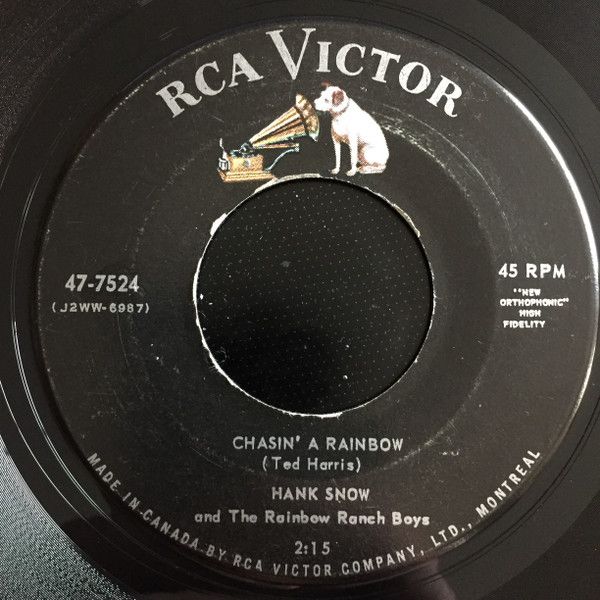 RCA VICTOR
47-7524
(J2WW-6987)
45 RPM
"NEW
ORTHOPHONIC"
HIGH
FIDELITY
CHASIN' A RAINBOW
(Ted Harris)
HANK SNOW
and The Rainbow Ranch Boys
2:15
MADE IN CANADA BY RCA VICTOR COMPANY, LTD., MONTREAL